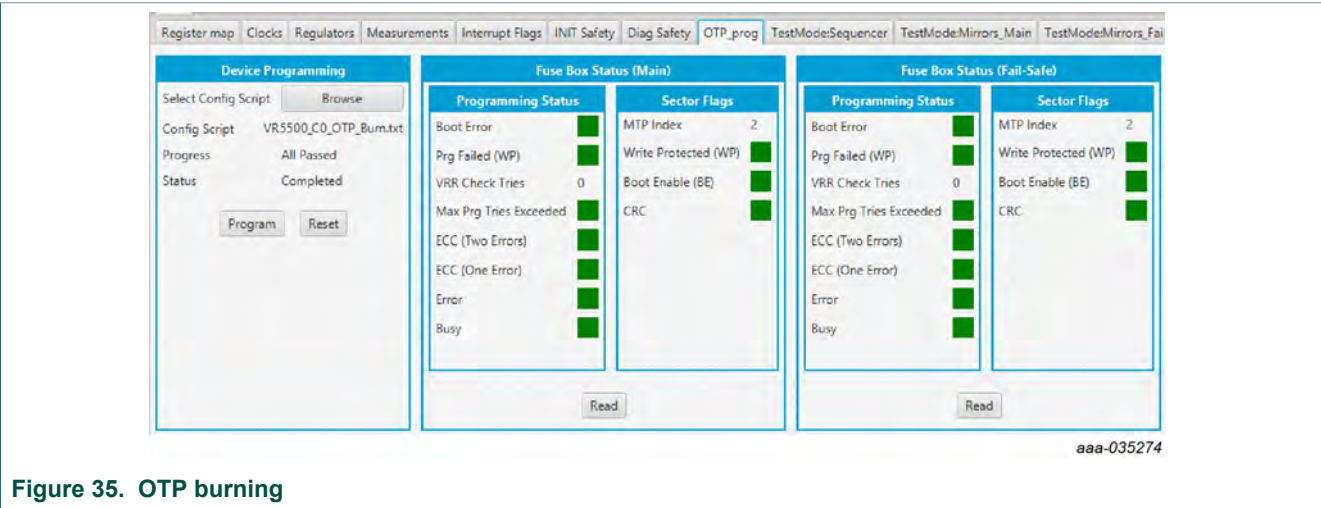 Register map Clocks Regulators Measurements Interrupt Flags INIT Safety Diag Safety OTP_prog TestMode:Sequencer TestMode:Mirrors_Main TestMode:Mirrors_Fai
Device Programming
Select Config Script Browse
Config Script VR5500_C0_OTP_Burn.txt
Progress All Passed
Status Completed
Program Reset
Fuse Box Status (Main)
Programming Status
Boot Error
Prg Failed (WP)
VRR Check Tries 0
Max Prg Tries Exceeded
ECC (Two Errors)
ECC (One Error)
Error
Busy
Sector Flags
MTP Index 2
Write Protected (WP)
Boot Enable (BE)
CRC
Read
Fuse Box Status (Fail-Safe)
Programming Status
Boot Error
Prg Failed (WP)
VRR Check Tries 0
Max Prg Tries Exceeded
ECC (Two Errors)
ECC (One Error)
Error
Busy
Sector Flags
MTP Index 2
Write Protected (WP)
Boot Enable (BE)
CRC
Read
aaa-035274
Figure 35. OTP burning